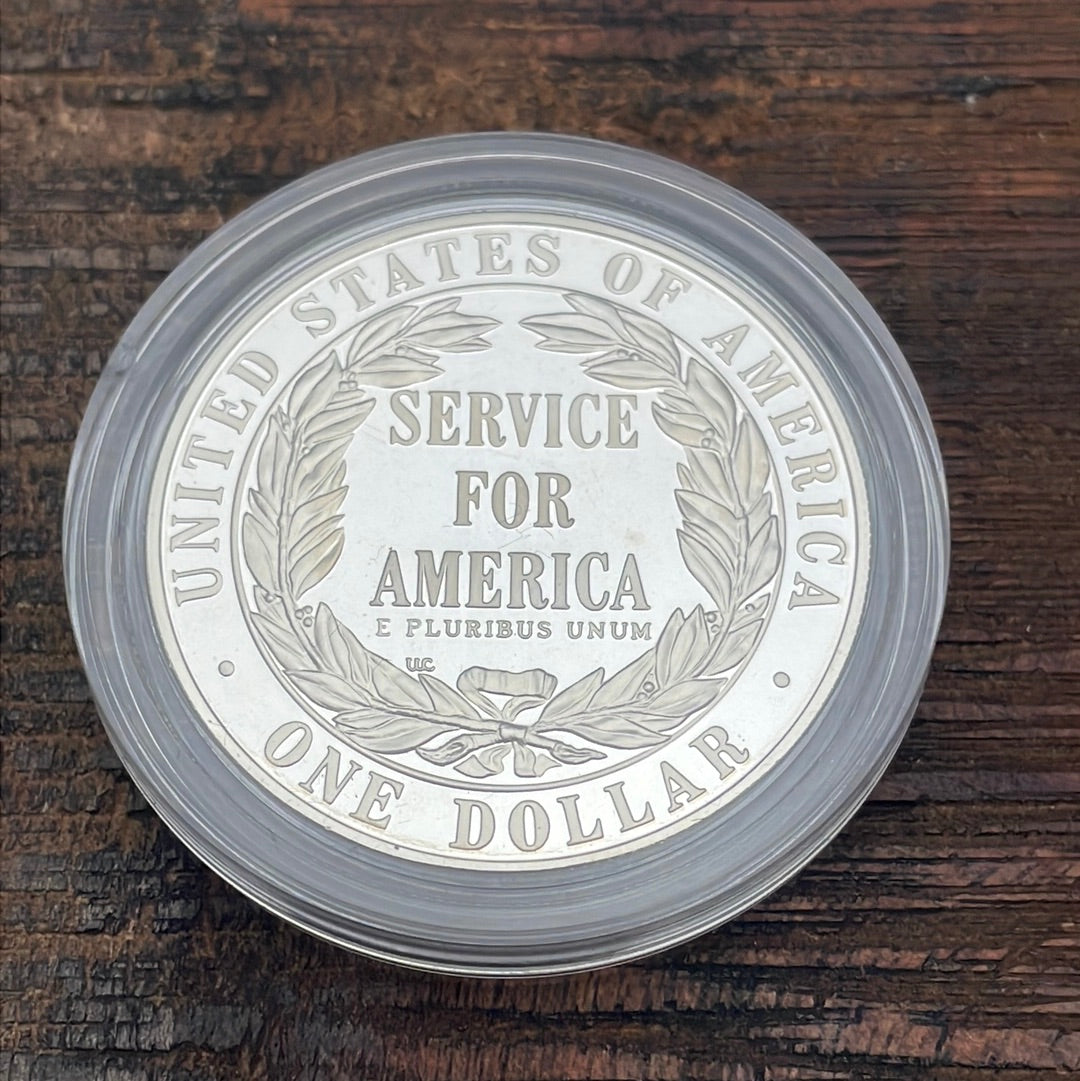 UNITED STATES OF AMERICA
SERVICE
FOR
AMERICA
E PLURIBUS UNUM
ONE DOLLAR